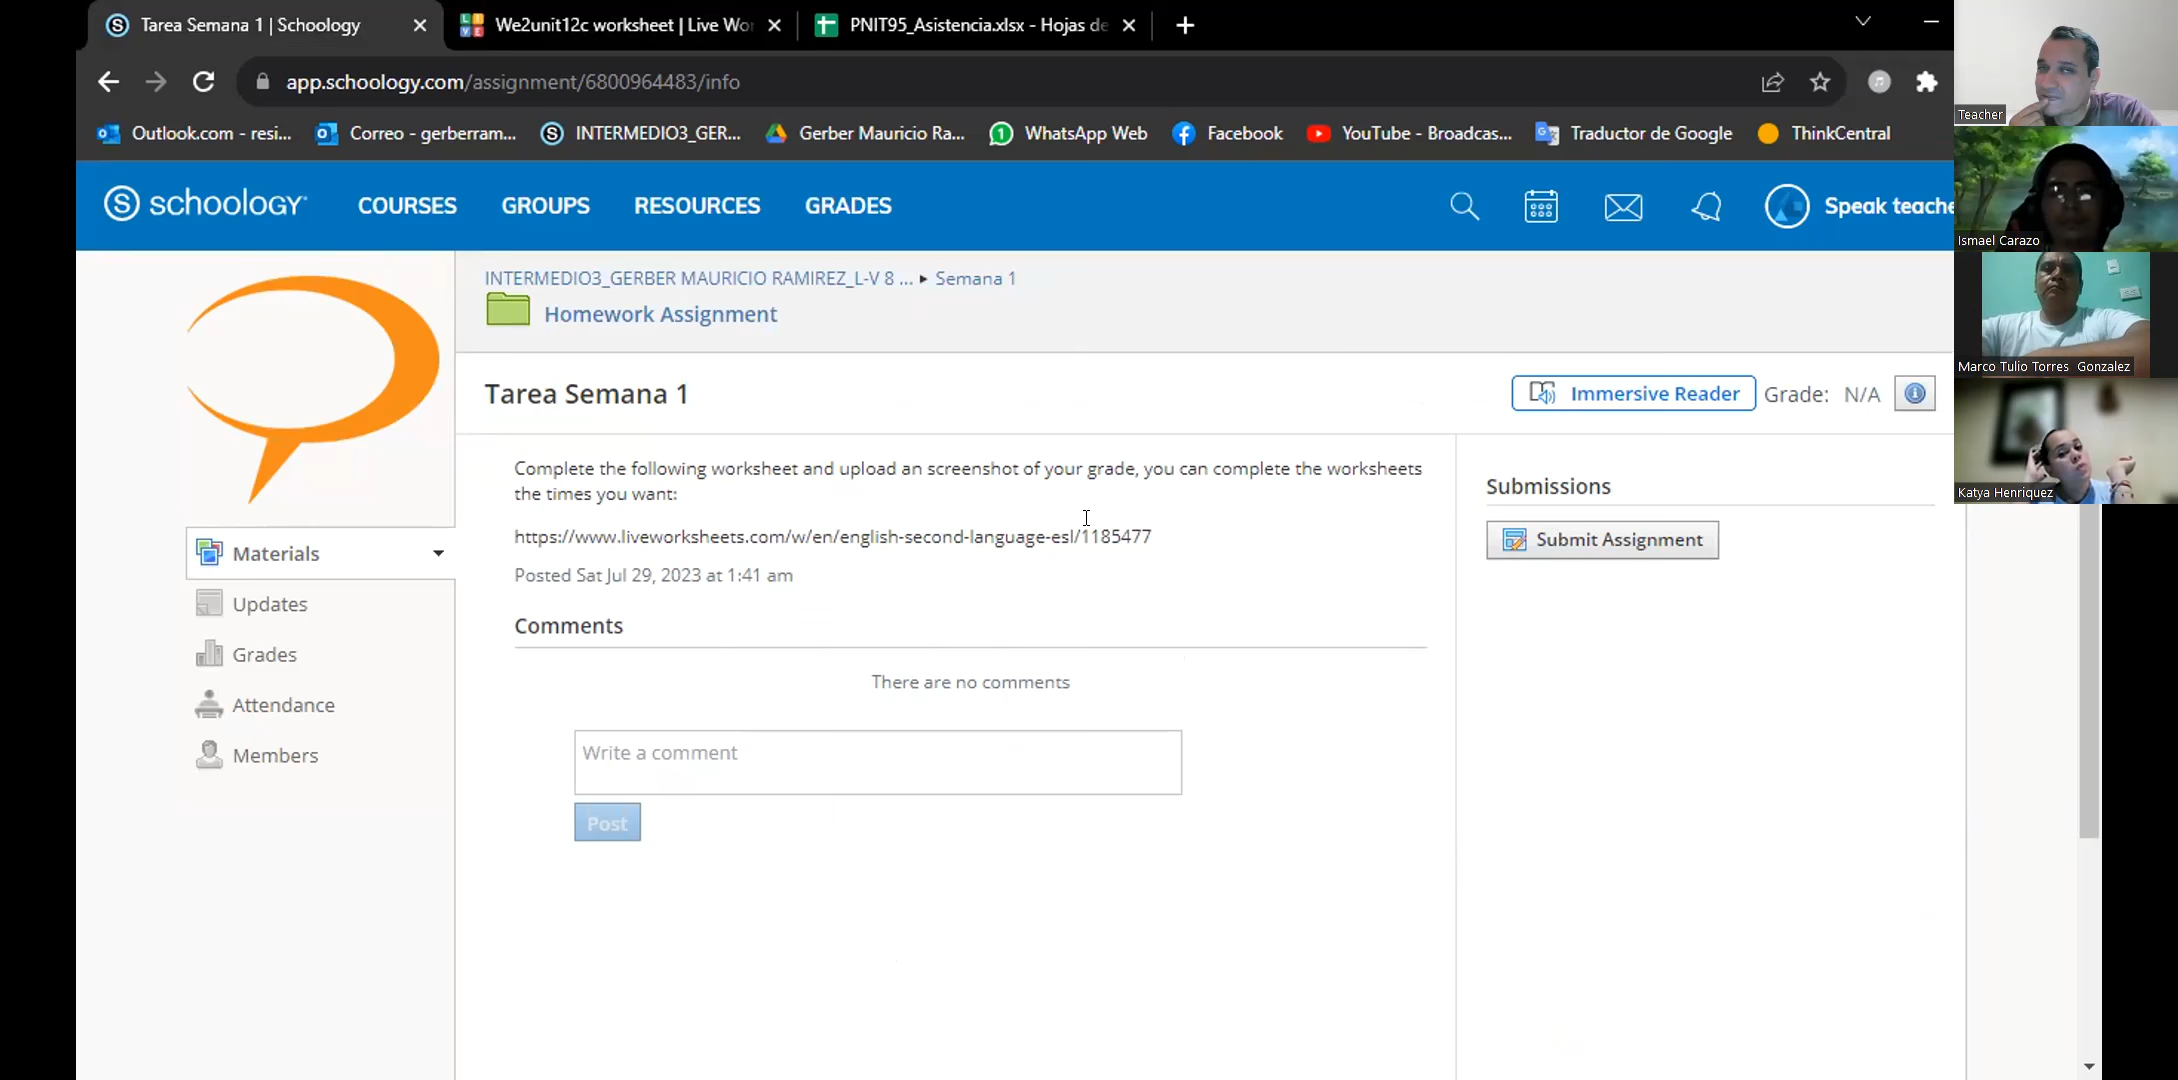 Tarea Semana 1 | Schoology
We2unit12c worksheet | Live Wo
PNIT95_Asistencia.xlsx - Hojas de
app.schoology.com/assignment/6800964483/info
Outlook.com - resi...
Correo - gerberram...
INTERMEDIO3_GER...
Gerber Mauricio Ra...
WhatsApp Web
Facebook
YouTube - Broadcas...
Traductor de Google
ThinkCentral
schoology
COURSES
GROUPS
RESOURCES
GRADES
Speak teache
Teacher
Ismael Carazo
Marco Tulio Torres Gonzalez
Katya Henriquez
INTERMEDIO3_GERBER MAURICIO RAMIREZ_L-V 8 ... ▸ Semana 1
Homework Assignment
Tarea Semana 1
Immersive Reader
Grade: N/A
Complete the following worksheet and upload an screenshot of your grade, you can complete the worksheets
the times you want:
https://www.liveworksheets.com/w/en/english-second-language-esl/1185477
Posted Sat Jul 29, 2023 at 1:41 am
Comments
There are no comments
Write a comment
Post
Submissions
Submit Assignment
Materials
Updates
Grades
Attendance
Members